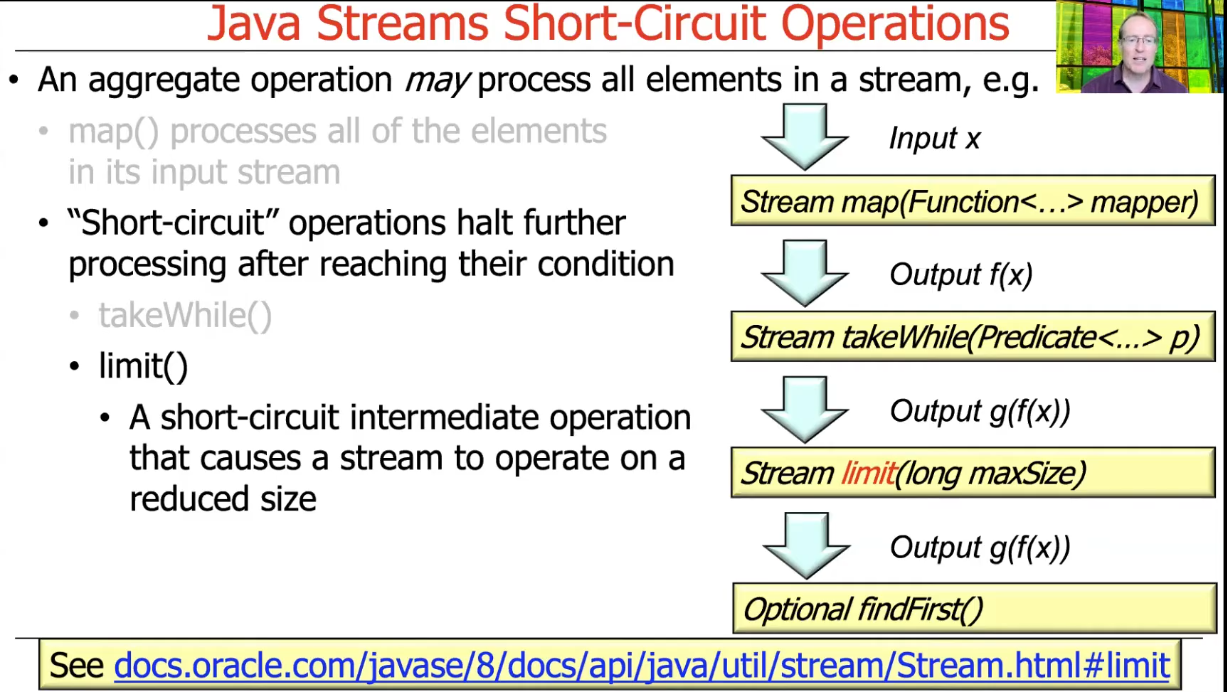 Java Streams Short-Circuit Operations
• An aggregate operation may process all elements in a stream, e.g.
• map() processes all of the elements
in its input stream
• “Short-circuit” operations halt further
processing after reaching their condition
• takeWhile()
• limit()
• A short-circuit intermediate operation
that causes a stream to operate on a
reduced size
Input x
Stream map(Function<…> mapper)
Output f(x)
Stream takeWhile(Predicate<...> p)
Output g(f(x))
Stream limit(long maxSize)
Output g(f(x))
Optional findFirst()
See docs.oracle.com/javase/8/docs/api/java/util/stream/Stream.html#limit